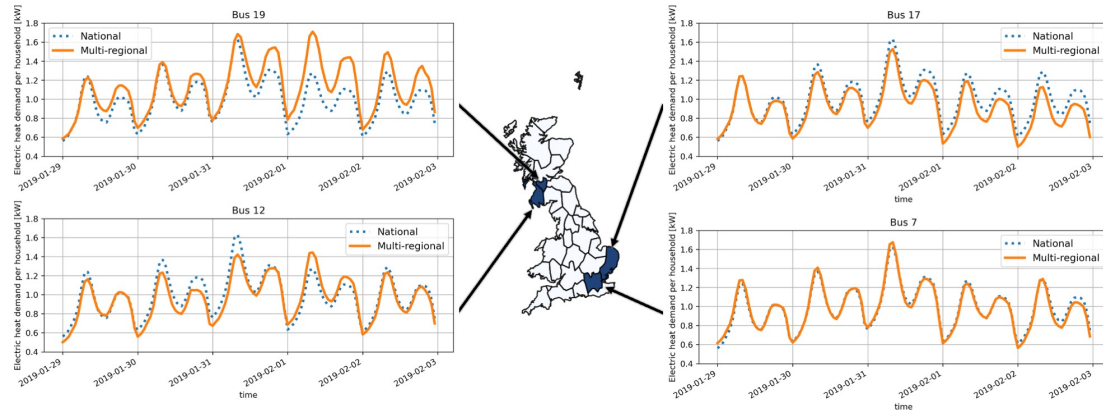 Bus 19
Electric heat demand per household [kW]
1.8
1.6
1.4
1.2
1.0
0.8
0.6
0.4
National
Multi-regional
2019-01-29
2019-01-30
2019-01-31
2019-02-01
2019-02-02
2019-02-03
Bus 12
Electric heat demand per household [kW]
1.8
1.6
1.4
1.2
1.0
0.8
0.6
0.4
National
Multi-regional
2019-01-29
2019-01-30
2019-01-31
2019-02-01
2019-02-02
2019-02-03
time
Bus 17
Electric heat demand per household [kW]
1.8
1.6
1.4
1.2
1.0
0.8
0.6
0.4
National
Multi-regional
2019-01-29
2019-01-30
2019-01-31
2019-02-01
2019-02-02
2019-02-03
time
Bus 7
Electric heat demand per household [kW]
1.8
1.6
1.4
1.2
1.0
0.8
0.6
0.4
National
Multi-regional
2019-01-29
2019-01-30
2019-01-31
2019-02-01
2019-02-02
2019-02-03
time